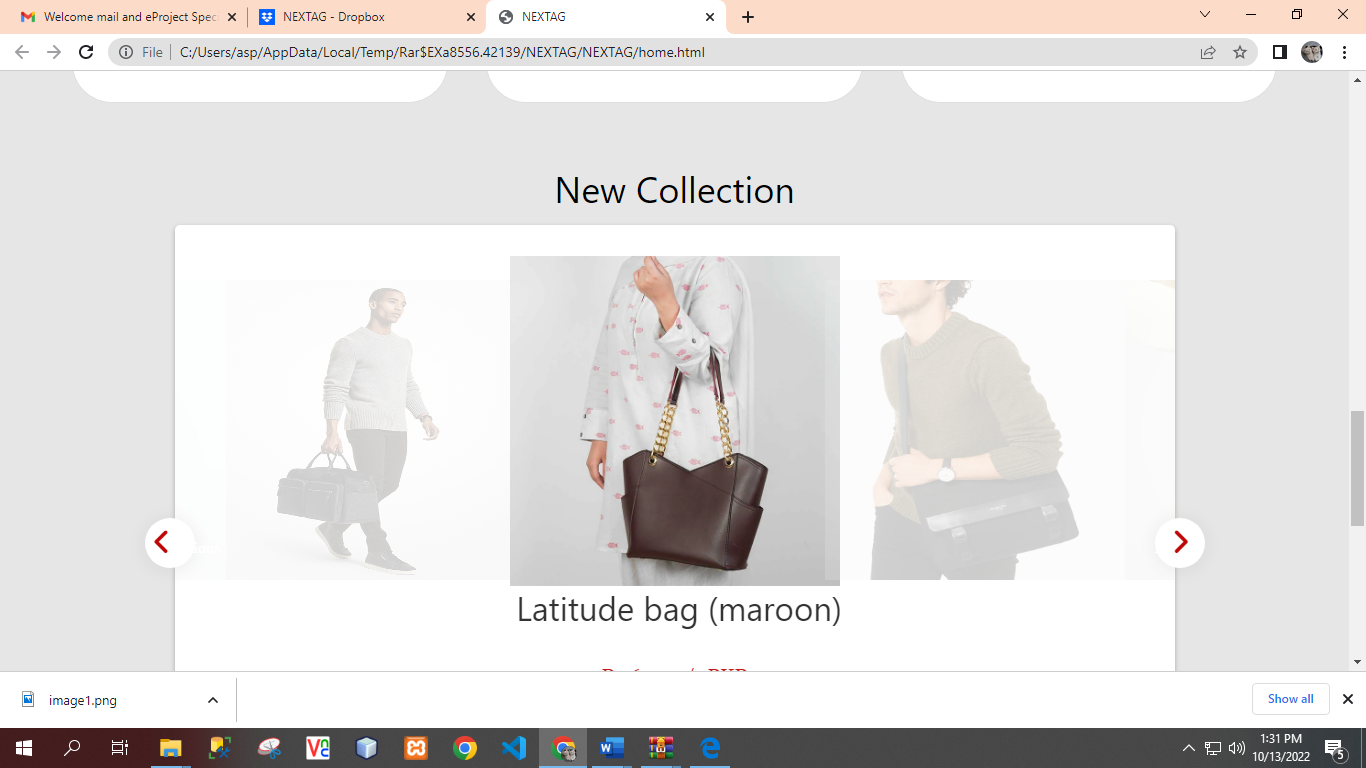 Welcome mail and eProject Spec
NEXTAG - Dropbox
NEXTAG
File
C:/Users/asp/AppData/Local/Temp/Rar$EXa8556.42139/NEXTAG/NEXTAG/home.html
New Collection
Latitude bag (maroon)
image1.png
Show all
1:31 PM
10/13/2022
5